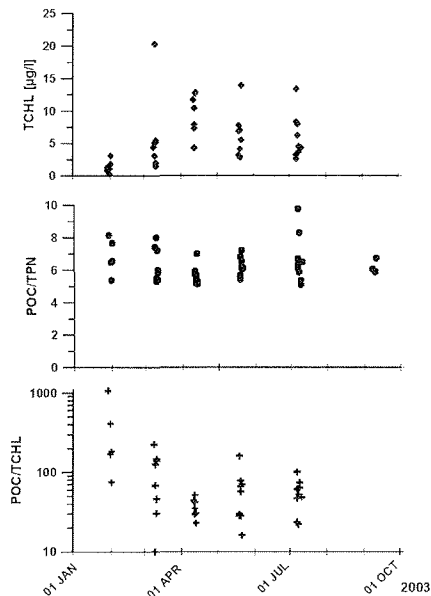 25
20
15
10
5
0
TCHL [µg/l]
10
8
6
4
2
0
POC/TPN
1000
100
10
POC/TCHL
01 JAN
01 APR
01 JUL
01 OCT
2003